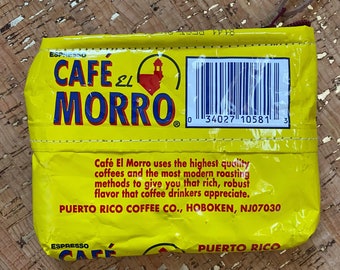 ESPRESSO
CAFÉ EL
MORRO®
0 34027 10581 3
Café El Morro uses the highest quality
coffees and the most modern roasting
methods to give you that rich, robust
flavor that coffee drinkers appreciate.
PUERTO RICO COFFEE CO., HOBOKEN, NJ07030
ESPRESSO
CAFÉ
PUERTO RICO